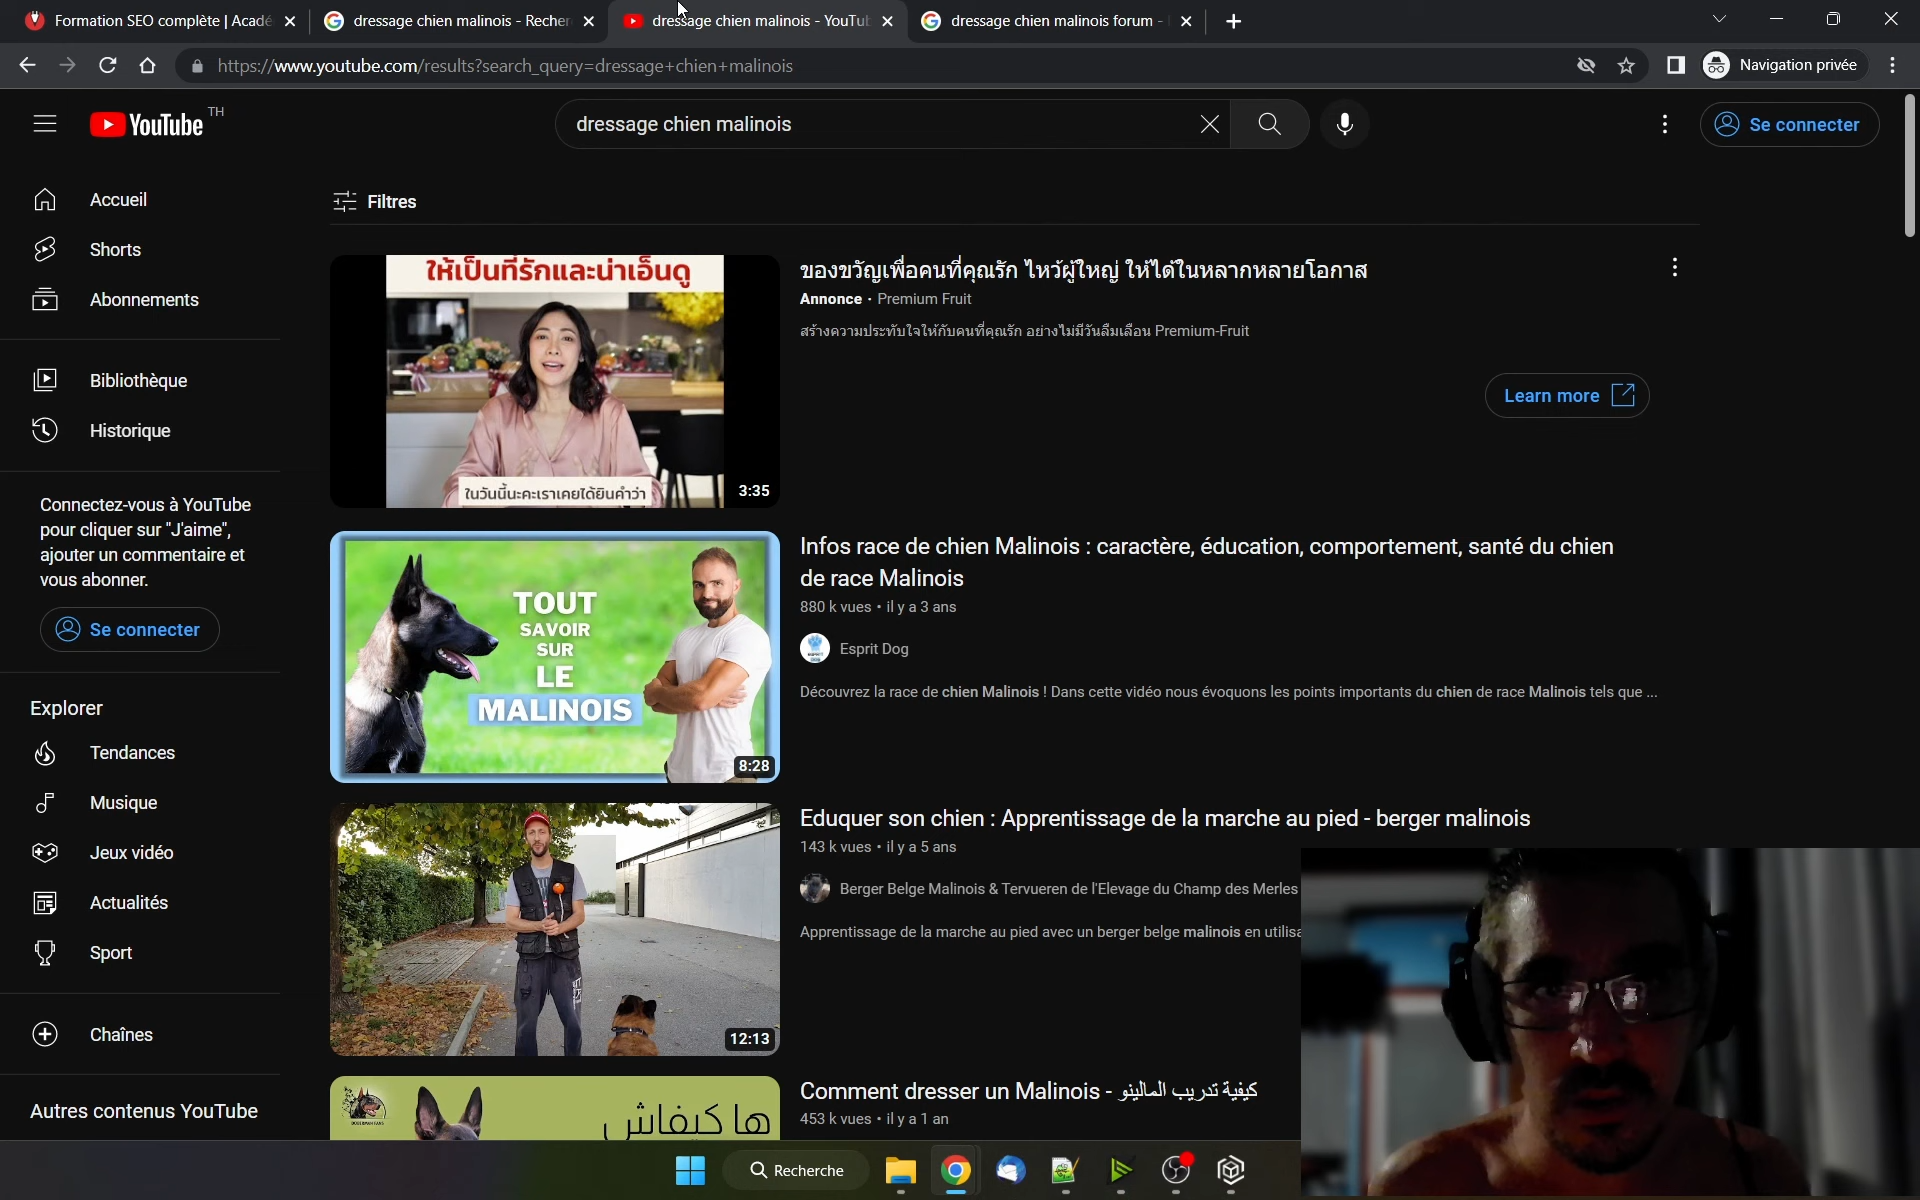 Formation SEO complète | Acadé
dressage chien malinois - Recher
dressage chien malinois - YouTu
dressage chien malinois forum -
https://www.youtube.com/results?search_query=dressage+chien+malinois
Navigation privée
YouTube TH
dressage chien malinois
Se connecter
Accueil
Shorts
Abonnements
Bibliothèque
Historique
Connectez-vous à YouTube
pour cliquer sur "J'aime",
ajouter un commentaire et
vous abonner.
Se connecter
Explorer
Tendances
Musique
Jeux vidéo
Actualités
Sport
Chaînes
Autres contenus YouTube
Filtres
ให้เป็นที่รักและน่าเอ็นดู
ในวันนี้นะคะเราเคยได้ยินคำว่า
3:35
ของขวัญเพื่อคนที่คุณรัก ไหว้ผู้ใหญ่ ให้ได้ในหลากหลายโอกาส
Annonce · Premium Fruit
สร้างความประทับใจให้กับคนที่คุณรัก อย่างไม่มีวันลืมเลือน Premium-Fruit
Learn more
TOUT
SAVOIR
SUR
LE
MALINOIS
8:28
Infos race de chien Malinois : caractère, éducation, comportement, santé du chien
de race Malinois
880 k vues • il y a 3 ans
Esprit Dog
Découvrez la race de chien Malinois ! Dans cette vidéo nous évoquons les points importants du chien de race Malinois tels que ...
12:13
Eduquer son chien : Apprentissage de la marche au pied - berger malinois
143 k vues • il y a 5 ans
Berger Belge Malinois & Tervueren de l'Elevage du Champ des Merles
Apprentissage de la marche au pied avec un berger belge malinois en utilisa
ها كيفاش
Comment dresser un Malinois - كيفية تدريب المالينو
453 k vues • il y a 1 an
Recherche